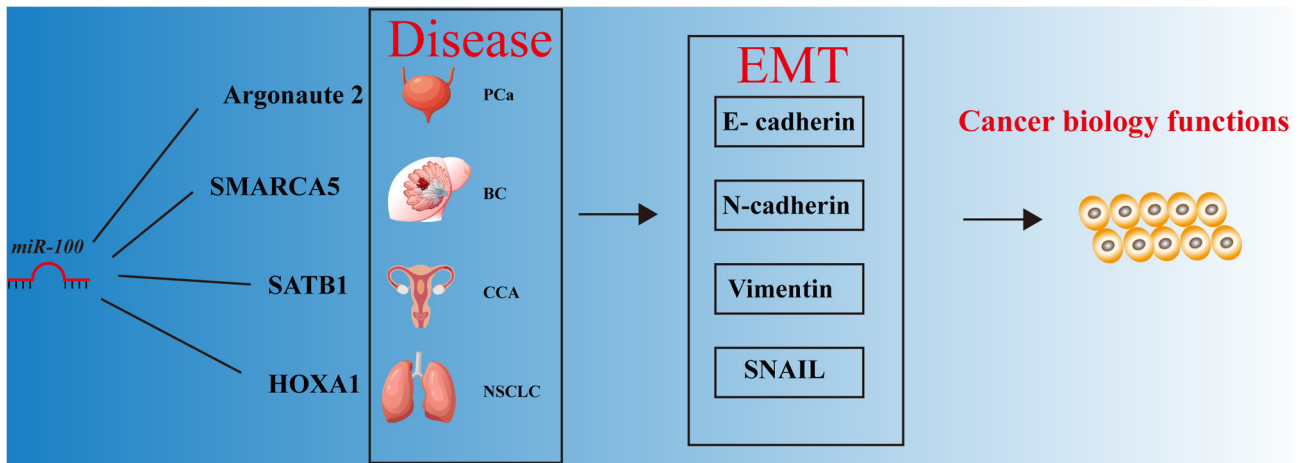 Disease
EMT
Argonaute 2
PCa
E- cadherin
Cancer biology functions
SMARCA5
BC
N-cadherin
miR-100
SATB1
CCA
Vimentin
HOXA1
NSCLC
SNAIL